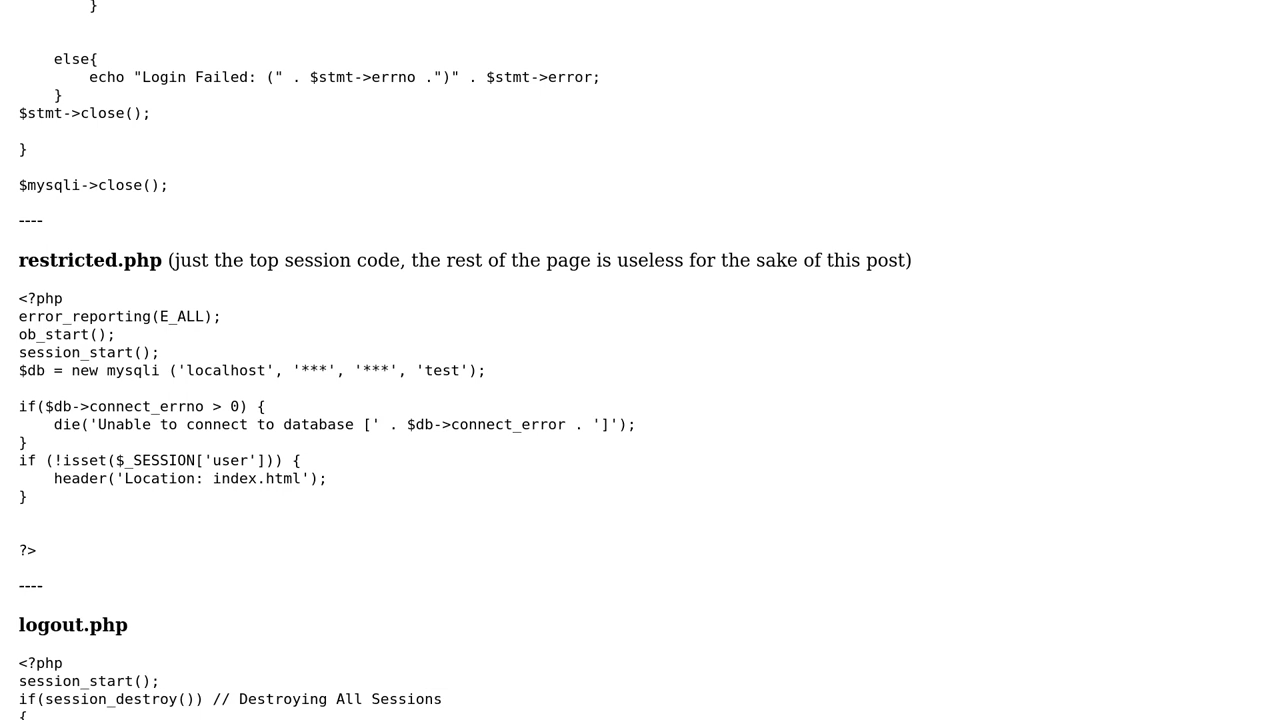 }
else{
echo "Login Failed: (" . $stmt->errno .")" . $stmt->error;
}
$stmt->close();
}
$mysqli->close();
----
restricted.php (just the top session code, the rest of the page is useless for the sake of this post)
<?php
error_reporting(E_ALL);
ob_start();
session_start();
$db = new mysqli ('localhost', '***', '***', 'test');
if($db->connect_errno > 0) {
die('Unable to connect to database [' . $db->connect_error . ']');
}
if (!isset($_SESSION['user'])) {
header('Location: index.html');
}
?>
----
logout.php
<?php
session_start();
if(session_destroy()) // Destroying All Sessions
{